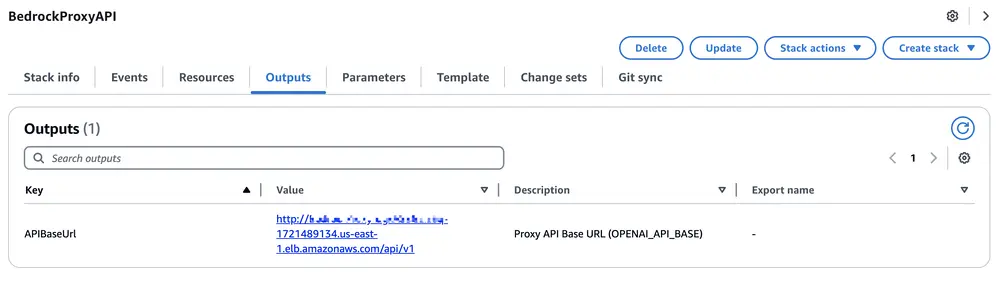 BedrockProxyAPI
Delete
Update
Stack actions
Create stack
Stack info
Events
Resources
Outputs
Parameters
Template
Change sets
Git sync
Outputs (1)
Search outputs
1
Key
Value
Description
Export name
APIBaseUrl
http://
1721489134.us-east-
1.elb.amazonaws.com/api/v1
Proxy API Base URL (OPENAI_API_BASE)
-